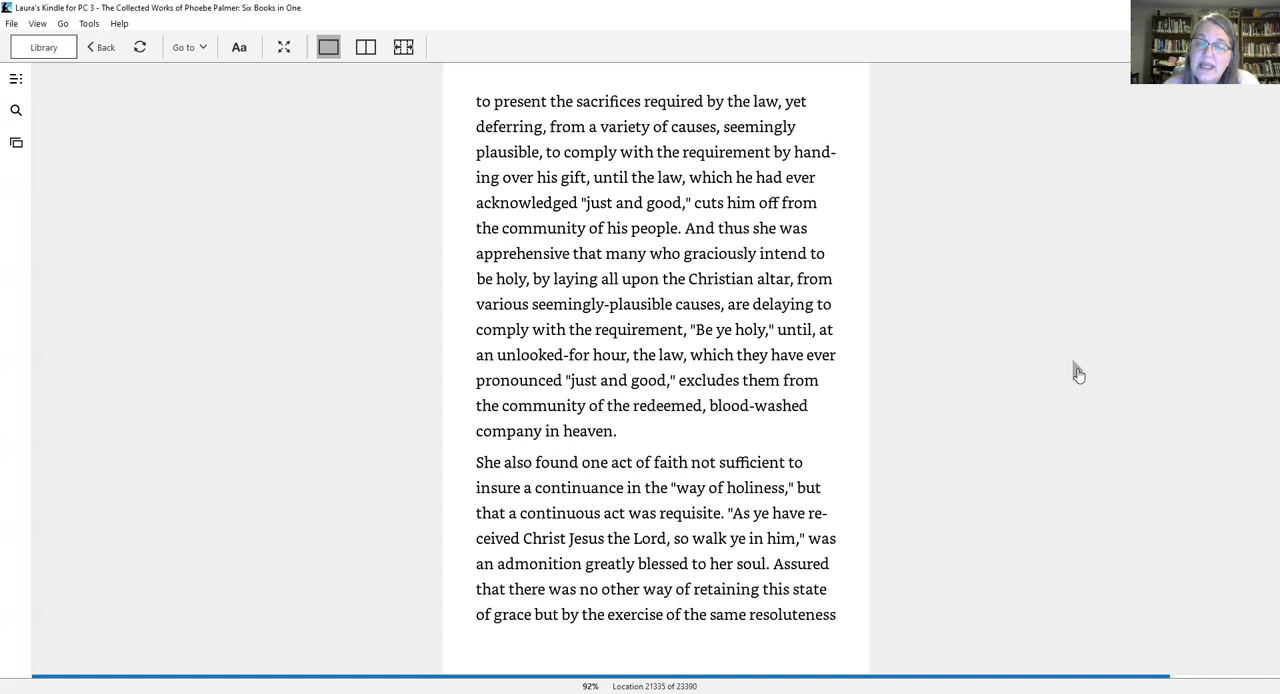 Laura's Kindle for PC 3 - The Collected Works of Phoebe Palmer: Six Books in One
File View Go Tools Help
Library Back Go to Aa
to present the sacrifices required by the law, yet
deferring, from a variety of causes, seemingly
plausible, to comply with the requirement by hand-
ing over his gift, until the law, which he had ever
acknowledged "just and good," cuts him off from
the community of his people. And thus she was
apprehensive that many who graciously intend to
be holy, by laying all upon the Christian altar, from
various seemingly-plausible causes, are delaying to
comply with the requirement, "Be ye holy," until, at
an unlooked-for hour, the law, which they have ever
pronounced "just and good," excludes them from
the community of the redeemed, blood-washed
company in heaven.
She also found one act of faith not sufficient to
insure a continuance in the "way of holiness," but
that a continuous act was requisite. "As ye have re-
ceived Christ Jesus the Lord, so walk ye in him," was
an admonition greatly blessed to her soul. Assured
that there was no other way of retaining this state
of grace but by the exercise of the same resoluteness
92% Location 21335 of 23390